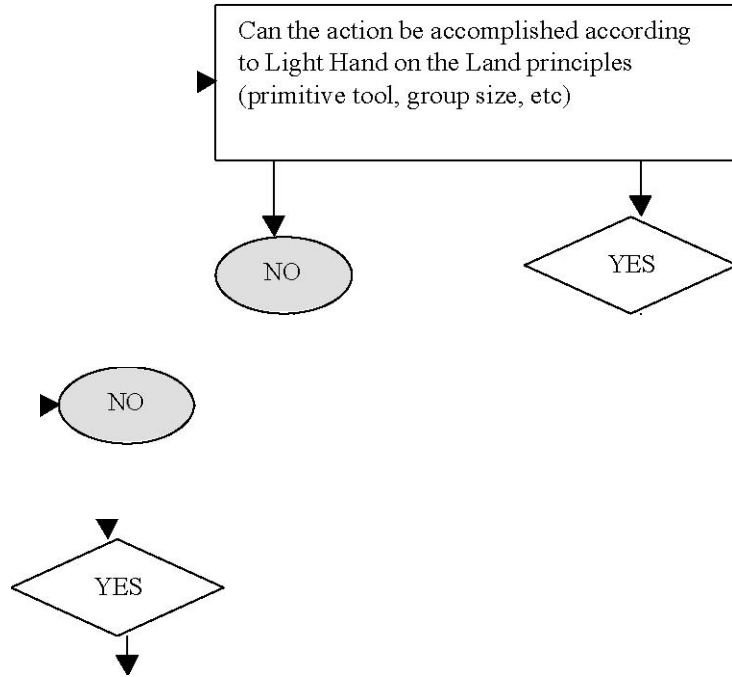 Can the action be accomplished according
to Light Hand on the Land principles
(primitive tool, group size, etc)
NO
YES
NO
YES